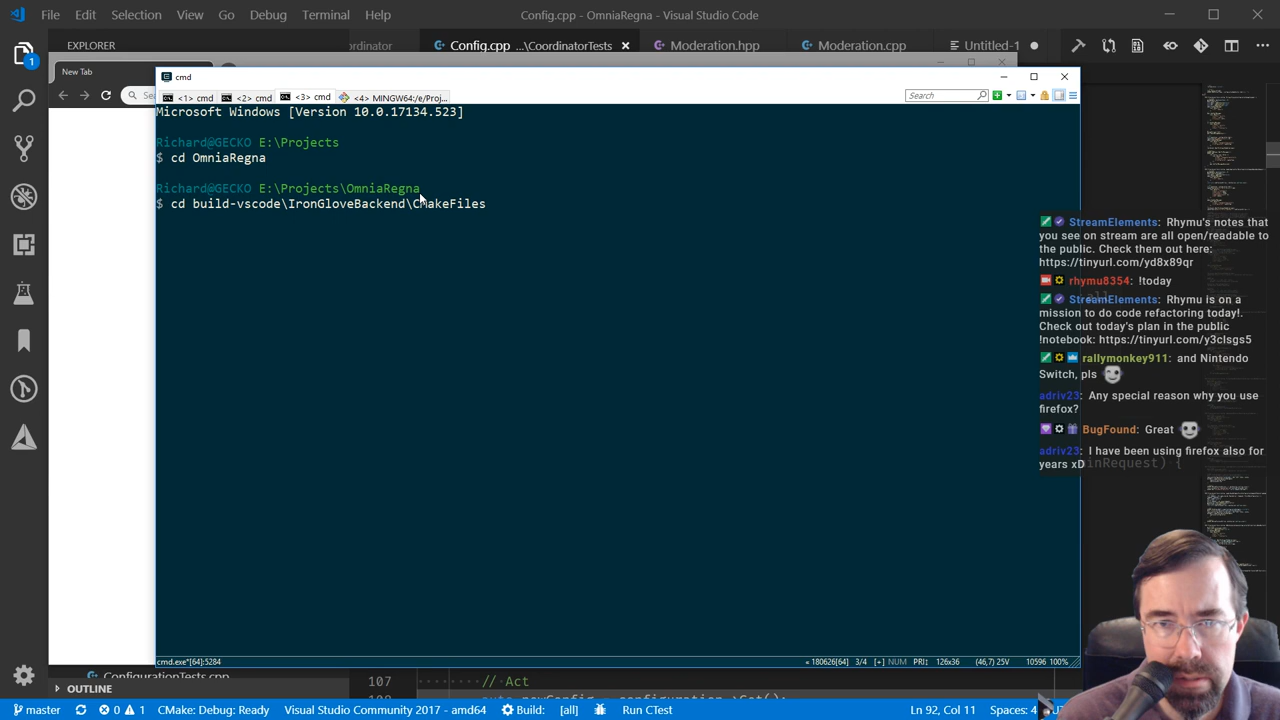 File Edit Selection View Go Debug Terminal Help
Config.cpp - OmniaRegna - Visual Studio Code
EXPLORER
Config.cpp ...\CoordinatorTests
Moderation.hpp
Moderation.cpp
Untitled-1
New Tab
cmd
<1> cmd
<2> cmd
<3> cmd
<4> MINGW64:/e/Proj...
Search
Microsoft Windows [Version 10.0.17134.523]
Richard@GECKO E:\Projects
$ cd OmniaRegna
Richard@GECKO E:\Projects\OmniaRegna
$ cd build-vscode\IronGloveBackend\CMakeFiles
StreamElements: Rhymu's notes that
you see on stream are all open/readable to
the public. Check them out here:
https://tinyurl.com/yd8x89qr
rhymu8354: !today
StreamElements: Rhymu is on a
mission to do code refactoring today!.
Check out today's plan in the public
!notebook: https://tinyurl.com/y3clsgs5
rallymonkey911: and Nintendo
Switch, pls
adriv23: Any special reason why you use
firefox?
BugFound: Great
adriv23: I have been using firefox also for
years xD
inRequest) {
cmd.exe*[64]:5284
« 180626[64] 3/4 [+] NUM PRI↕ 126x36 (46,7) 25V 10596 100%
ConfigurationTests.cpp
OUTLINE
107 // Act
108 auto newConfig = configuration->Get();
master
0 1
CMake: Debug: Ready
Visual Studio Community 2017 - amd64
Build: [all]
Run CTest
Ln 92, Col 11
Spaces: 4